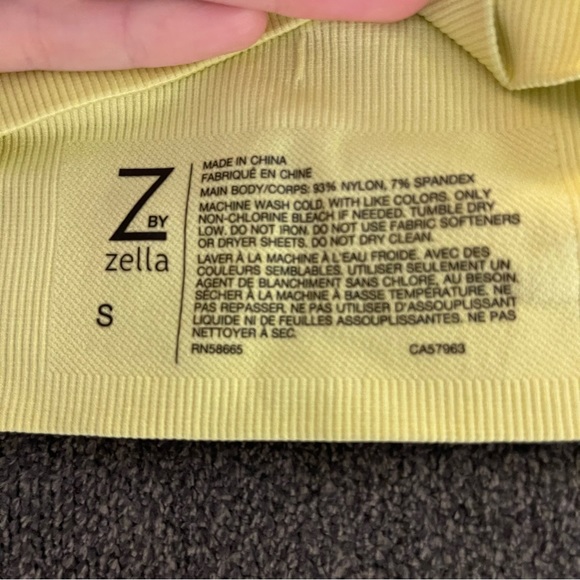 Z BY
zella
S
MADE IN CHINA
FABRIQUÉ EN CHINE
MAIN BODY/CORPS: 93% NYLON, 7% SPANDEX
MACHINE WASH COLD, WITH LIKE COLORS. ONLY
NON-CHLORINE BLEACH IF NEEDED. TUMBLE DRY
LOW. DO NOT IRON. DO NOT USE FABRIC SOFTENERS
OR DRYER SHEETS. DO NOT DRY CLEAN.
LAVER À LA MACHINE À L'EAU FROIDE, AVEC DES
COULEURS SEMBLABLES. UTILISER SEULEMENT UN
AGENT DE BLANCHIMENT SANS CHLORE, AU BESOIN.
SÉCHER À LA MACHINE À BASSE TEMPÉRATURE. NE
PAS REPASSER. NE PAS UTILISER D'ASSOUPLISSANT
LIQUIDE NI DE FEUILLES ASSOUPLISSANTES. NE PAS
NETTOYER À SEC.
RN58665 CA57963